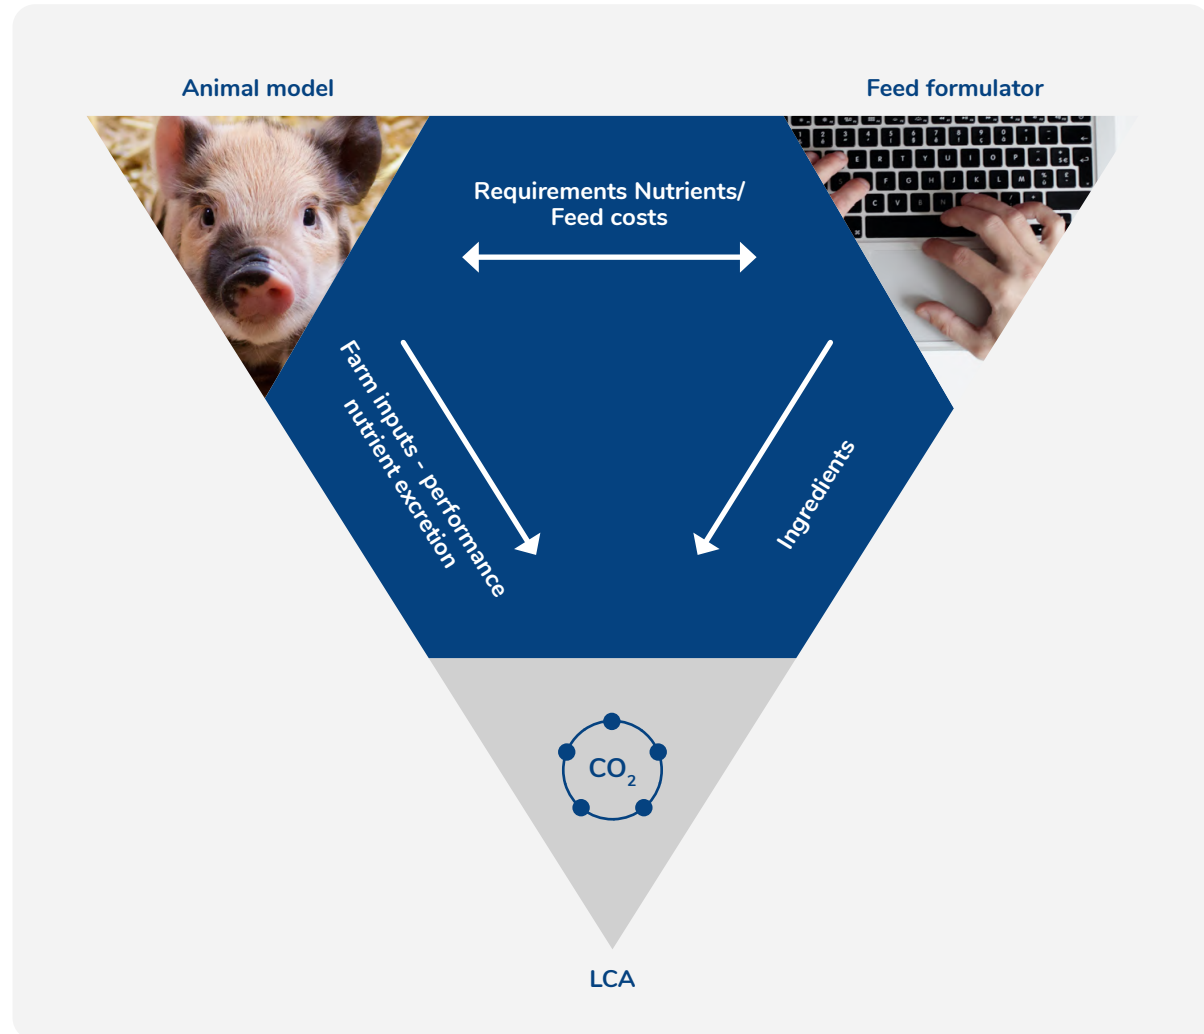 Animal model
Feed formulator
Requirements Nutrients/
Feed costs
Farm inputs - performance
nutrient excretion
Ingredients
CO₂
LCA